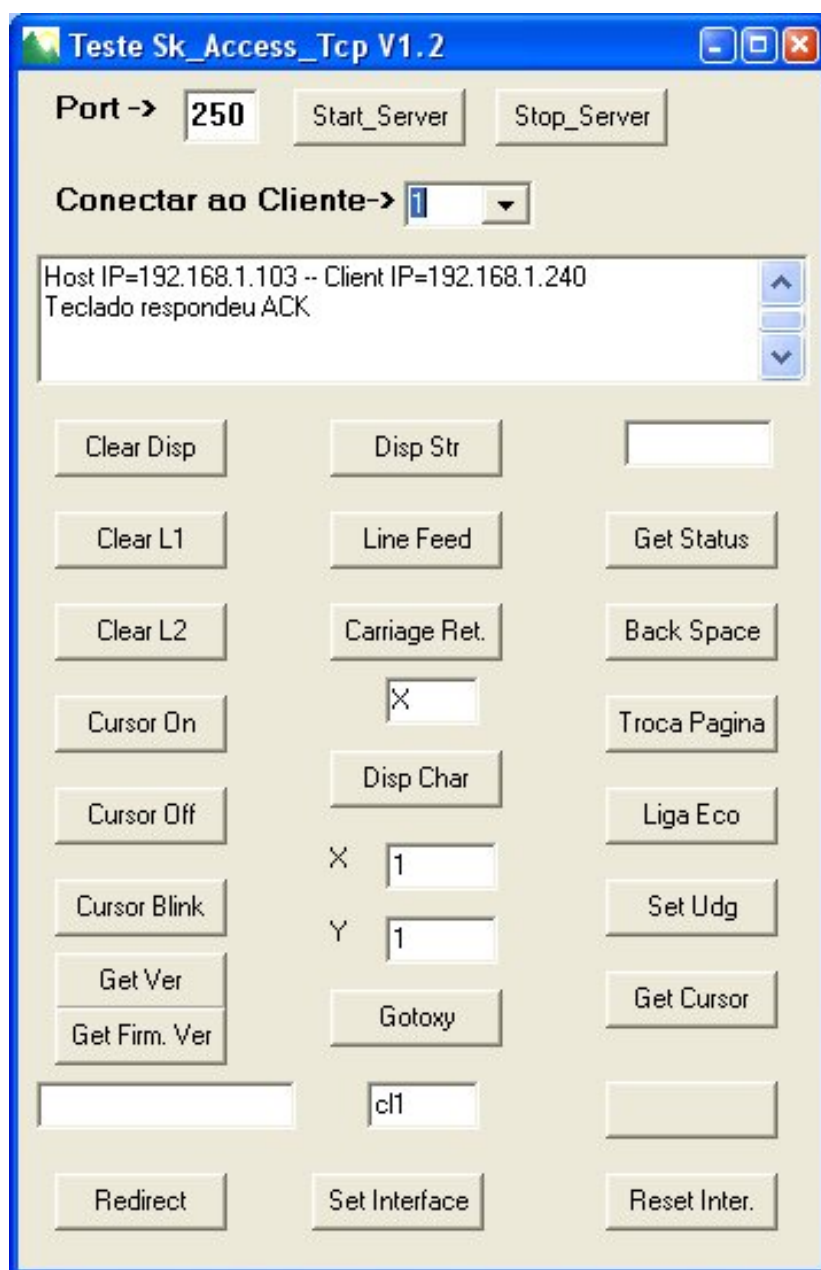 Teste Sk_Access_Tcp V1.2
Port -> 250 Start_Server Stop_Server
Conectar ao Cliente-> 1
Host IP=192.168.1.103 -- Client IP=192.168.1.240
Teclado respondeu ACK
Clear Disp Disp Str
Clear L1 Line Feed Get Status
Clear L2 Carriage Ret. Back Space
X
Cursor On Troca Pagina
Disp Char
Cursor Off Liga Eco
X 1
Cursor Blink Set Udg
Y 1
Get Ver Get Cursor
Gotoxy
Get Firm. Ver
cl1
Redirect Set Interface Reset Inter.